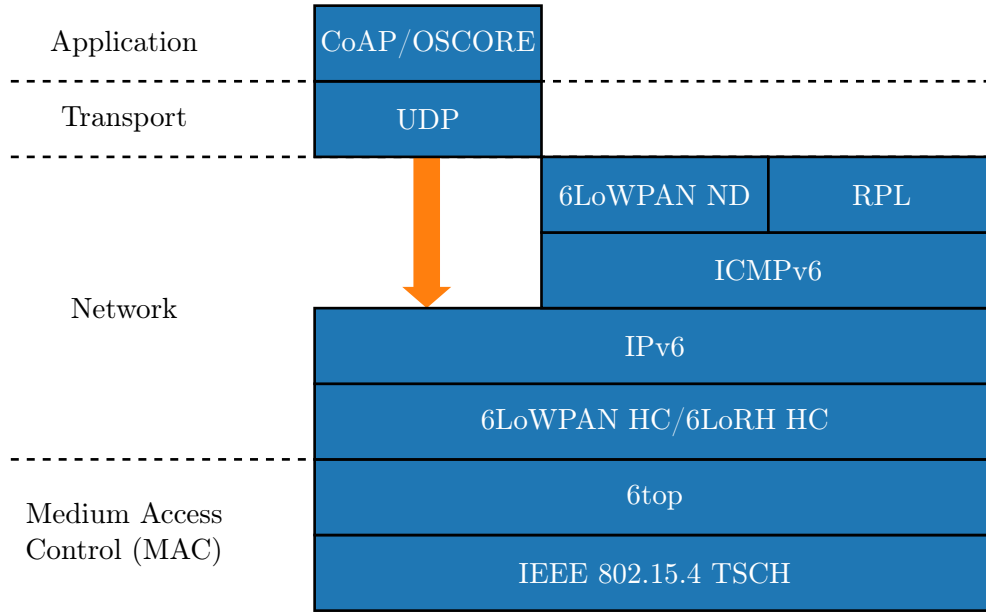 Application
CoAP/OSCORE
Transport
UDP
6LoWPAN ND
RPL
ICMPv6
Network
IPv6
6LoWPAN HC/6LoRH HC
Medium Access
Control (MAC)
6top
IEEE 802.15.4 TSCH